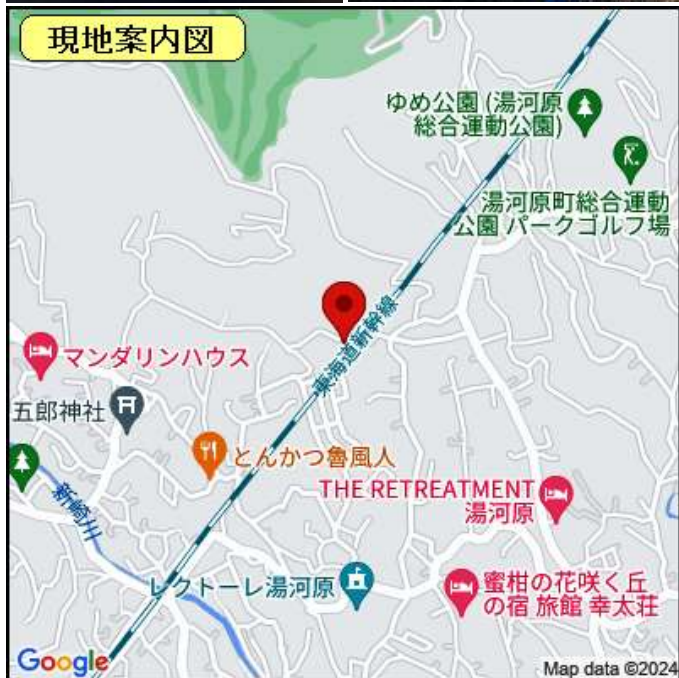 現地案内図
ゆめ公園 (湯河原
総合運動公園)
湯河原町総合運動
公園 パークゴルフ場
東海道新幹線
マンダリンハウス
五郎神社
とんかつ魯風人
新崎川
THE RETREATMENT
湯河原
レクトーレ湯河原
蜜柑の花咲く丘
の宿 旅館 幸太荘
Google
Map data ©2024